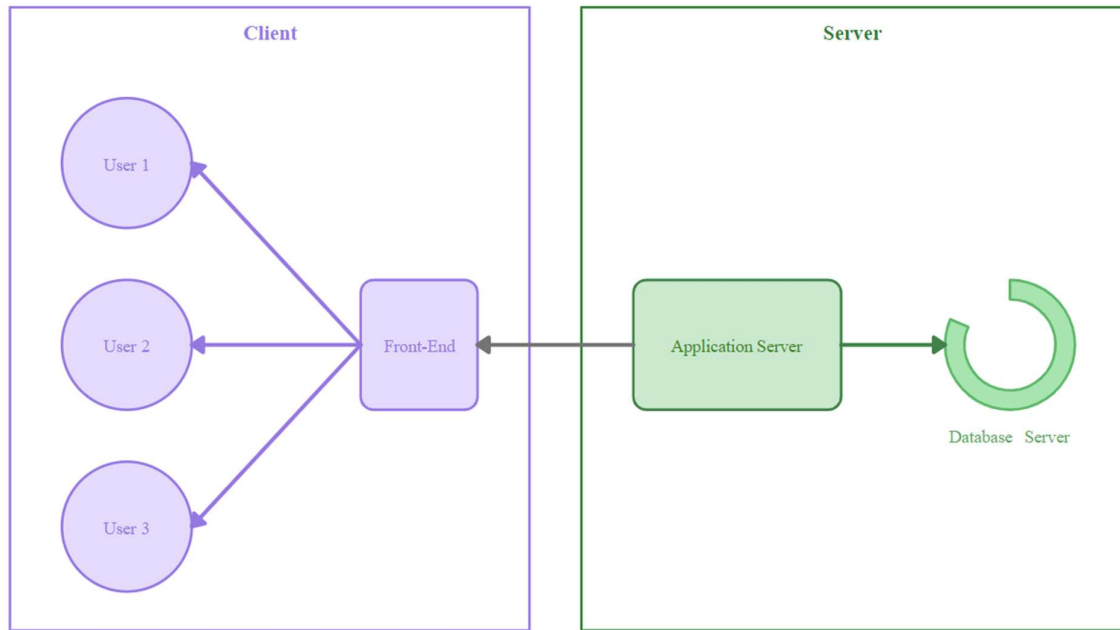 Client
Server
User 1
User 2
Front-End
Application Server
Database Server
User 3